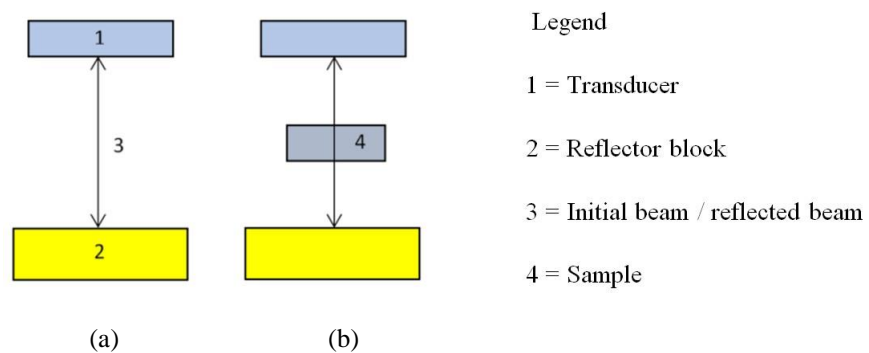 Legend
1
1 = Transducer
3
4
2 = Reflector block
3 = Initial beam / reflected beam
2
4 = Sample
(a)
(b)